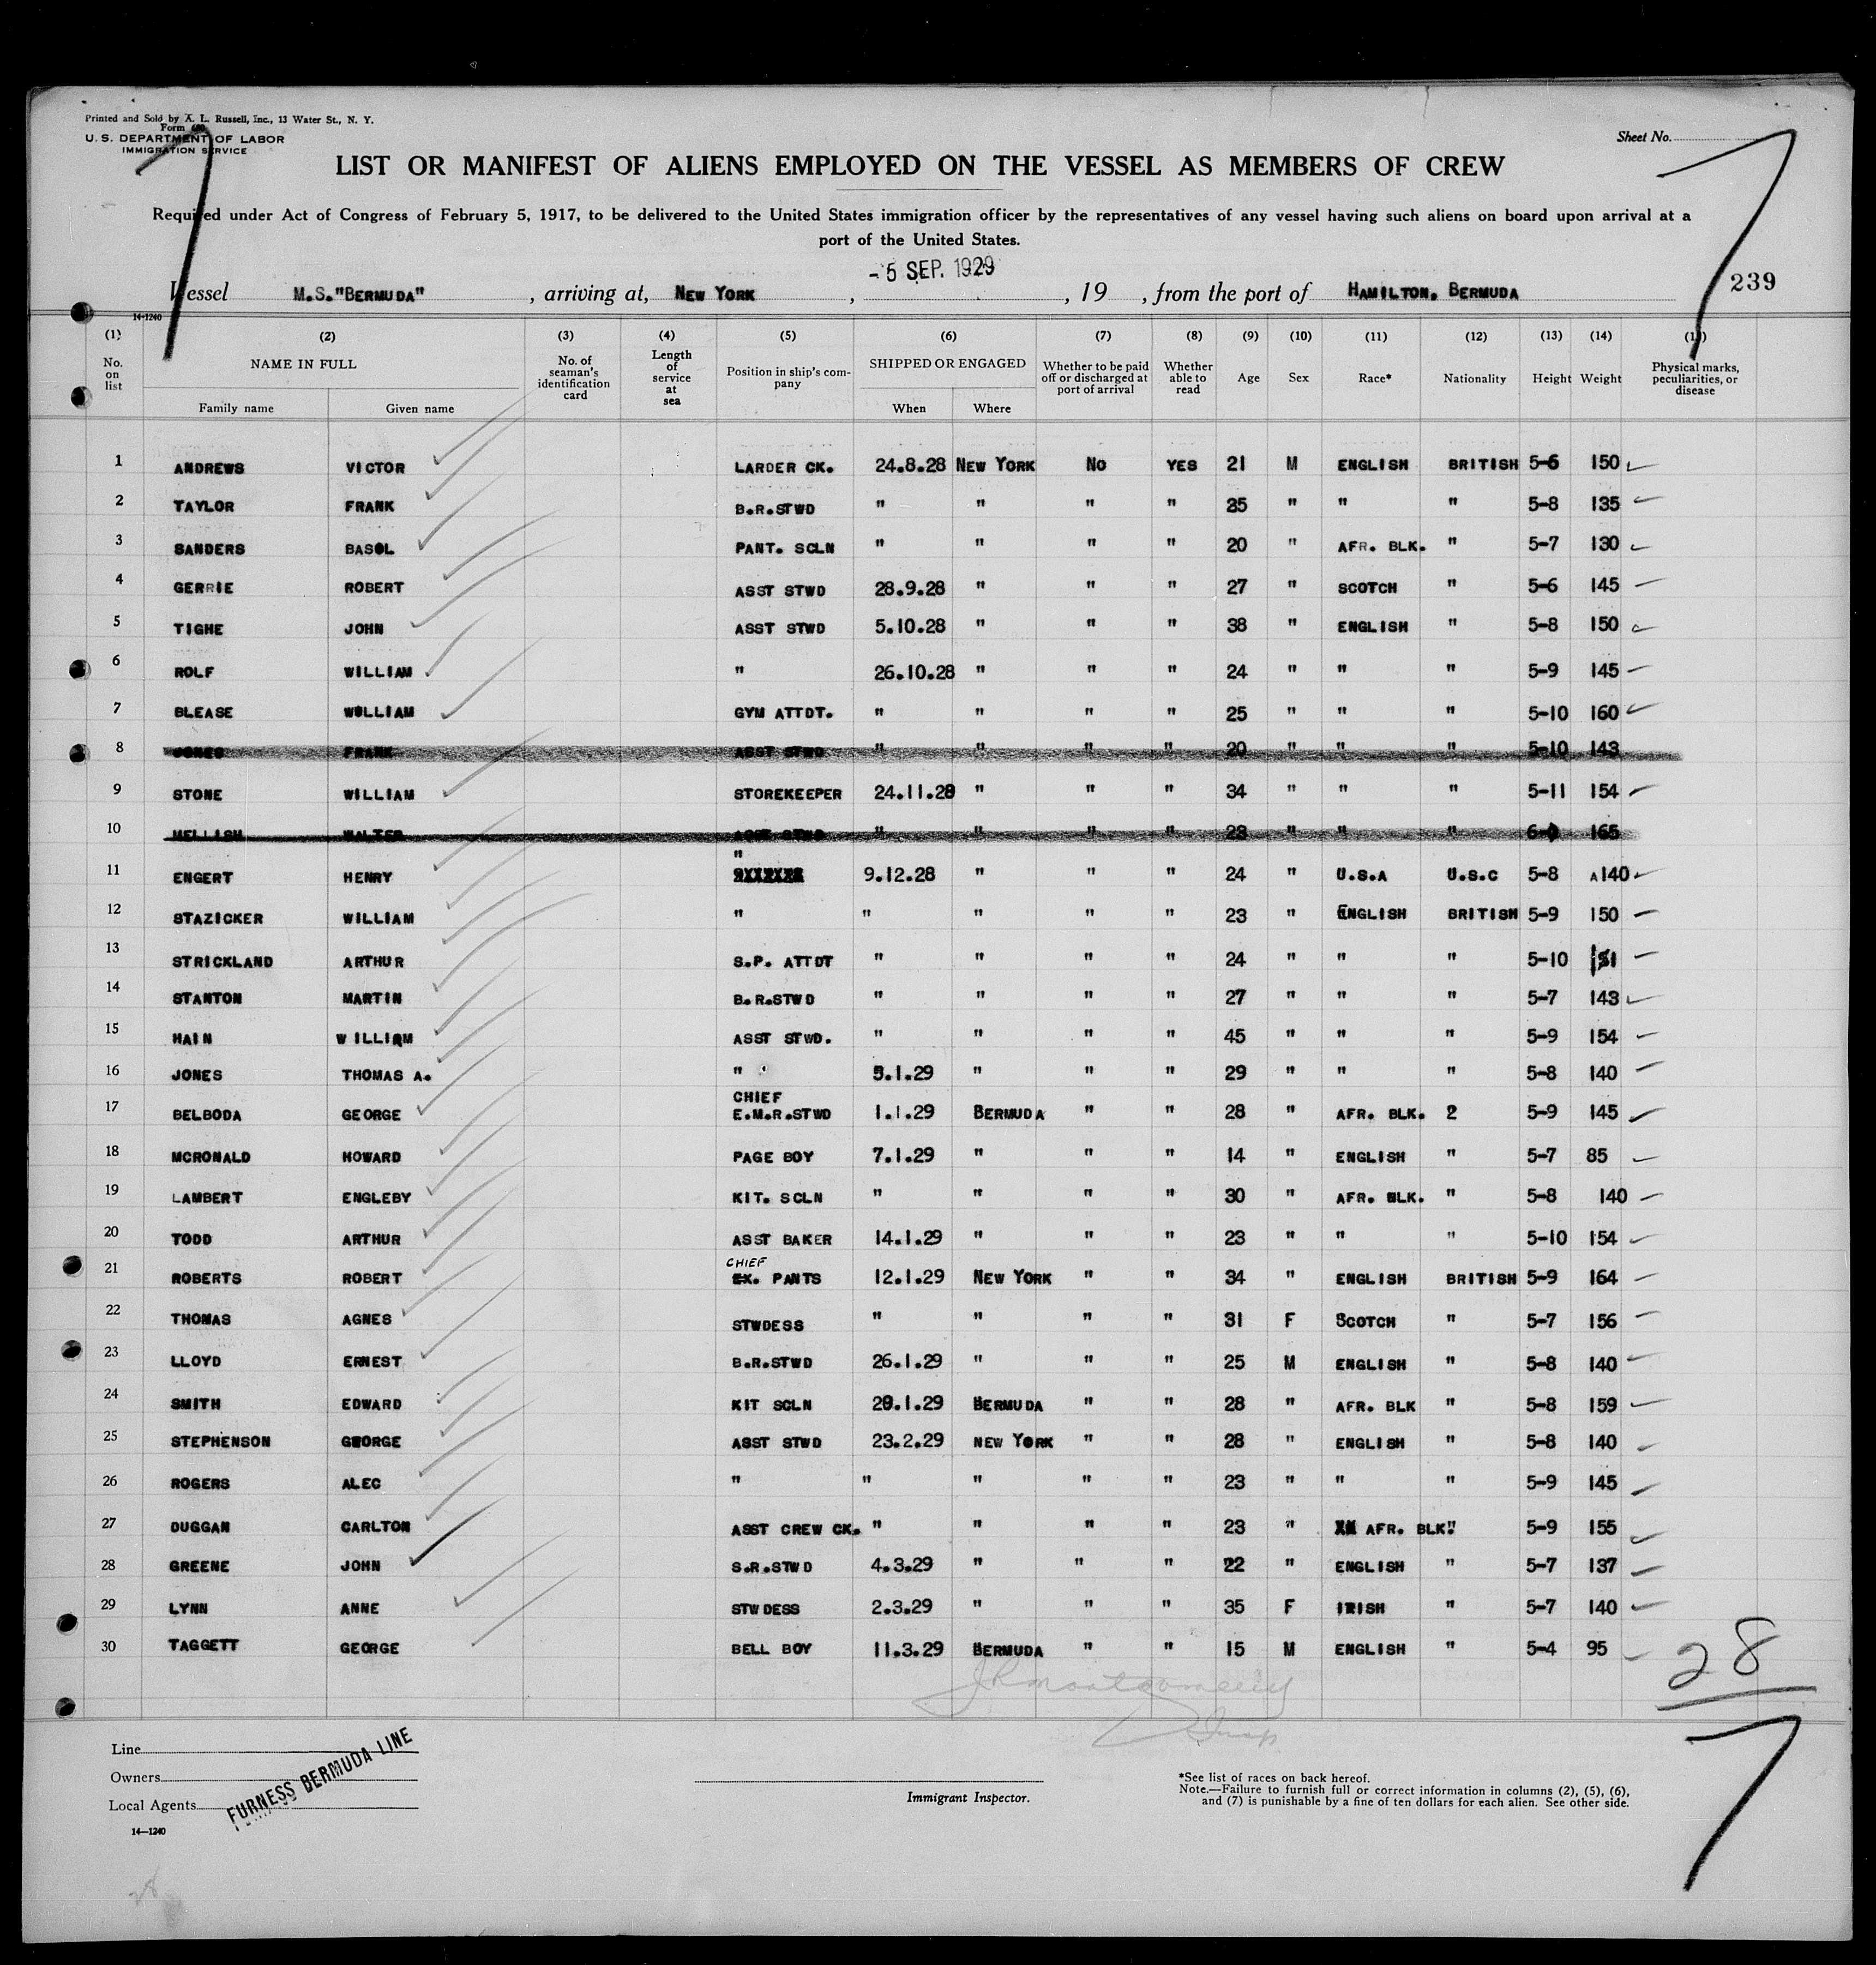 Printed and Sold by A. L. Russell, Inc., 13 Water St., N. Y.
Form 680
U. S. DEPARTMENT OF LABOR
IMMIGRATION SERVICE
Sheet No.
LIST OR MANIFEST OF ALIENS EMPLOYED ON THE VESSEL AS MEMBERS OF CREW
Required under Act of Congress of February 5, 1917, to be delivered to the United States immigration officer by the representatives of any vessel having such aliens on board upon arrival at a
port of the United States.
- 5 SEP. 1929
Vessel M.S."BERMUDA", arriving at, NEW YORK, , 19 , from the port of HAMILTON, BERMUDA
239
14-1240
(1) (2) (3) (4) (5) (6) (7) (8) (9) (10) (11) (12) (13) (14) (15)
No. on list NAME IN FULL No. of seaman's identification card Length of service at sea Position in ship's company SHIPPED OR ENGAGED Whether to be paid off or discharged at port of arrival Whether able to read Age Sex Race* Nationality Height Weight Physical marks, peculiarities, or disease
Family name Given name When Where
1 ANDREWS VICTOR LARDER CK. 24.8.28 NEW YORK NO YES 21 M ENGLISH BRITISH 5-6 150
2 TAYLOR FRANK B.R.STWD " " " " 25 " " " 5-8 135
3 SANDERS BASOL PANT. SCLN " " " " 20 " AFR. BLK. " 5-7 130
4 GERRIE ROBERT ASST STWD 28.9.28 " " " 27 " SCOTCH " 5-6 145
5 TIGHE JOHN ASST STWD 5.10.28 " " " 38 " ENGLISH " 5-8 150
6 ROLF WILLIAM " 26.10.28 " " " 24 " " " 5-9 145
7 BLEASE WILLIAM GYM ATTDT. " " " " 25 " " " 5-10 160
8 JONES FRANK ASST STWD " " " " 20 " " " 5-10 143
9 STONE WILLIAM STOREKEEPER 24.11.28 " " " 34 " " " 5-11 154
10 MELLISH WALTER ASST STWD " " " " 28 " " " 6-0 165
11 ENGERT HENRY " 9.12.28 " " " 24 " U.S.A U.S.C 5-8 A140
12 STAZICKER WILLIAM " " " " " 23 " ENGLISH BRITISH 5-9 150
13 STRICKLAND ARTHUR S.P. ATTDT " " " " 24 " " " 5-10 151
14 STANTON MARTIN B.R.STWD " " " " 27 " " " 5-7 143
15 HAIN WILLIAM ASST STWD. " " " " 45 " " " 5-9 154
16 JONES THOMAS A. " 5.1.29 " " " 29 " " " 5-8 140
17 BELBODA GEORGE CHIEF E.M.R.STWD 1.1.29 BERMUDA " " 28 " AFR. BLK. 2 5-9 145
18 MCRONALD HOWARD PAGE BOY 7.1.29 " " " 14 " ENGLISH " 5-7 85
19 LAMBERT ENGLEBY KIT. SCLN " " " " 30 " AFR. BLK. " 5-8 140
20 TODD ARTHUR ASST BAKER 14.1.29 " " " 23 " " " 5-10 154
21 ROBERTS ROBERT CHIEF EX. PANTS 12.1.29 NEW YORK " " 34 " ENGLISH BRITISH 5-9 164
22 THOMAS AGNES STWDESS " " " " 31 F SCOTCH " 5-7 156
23 LLOYD ERNEST B.R.STWD 26.1.29 " " " 25 M ENGLISH " 5-8 140
24 SMITH EDWARD KIT SCLN 28.1.29 BERMUDA " " 28 " AFR. BLK " 5-8 159
25 STEPHENSON GEORGE ASST STWD 23.2.29 NEW YORK " " 28 " ENGLISH " 5-8 140
26 ROGERS ALEC " " " " " 23 " " " 5-9 145
27 DUGGAN CARLTON ASST CREW CK. " " " " 23 " AFR. BLK. " 5-9 155
28 GREENE JOHN S.R.STWD 4.3.29 " " " 22 " ENGLISH " 5-7 137
29 LYNN ANNE STWDESS 2.3.29 " " " 35 F IRISH " 5-7 140
30 TAGGETT GEORGE BELL BOY 11.3.29 BERMUDA " " 15 M ENGLISH " 5-4 95
28
JR Montgomery
Insp
Line
Owners
Local Agents
FURNESS BERMUDA LINE
14—1240
Immigrant Inspector.
*See list of races on back hereof.
Note.—Failure to furnish full or correct information in columns (2), (5), (6),
and (7) is punishable by a fine of ten dollars for each alien. See other side.
28